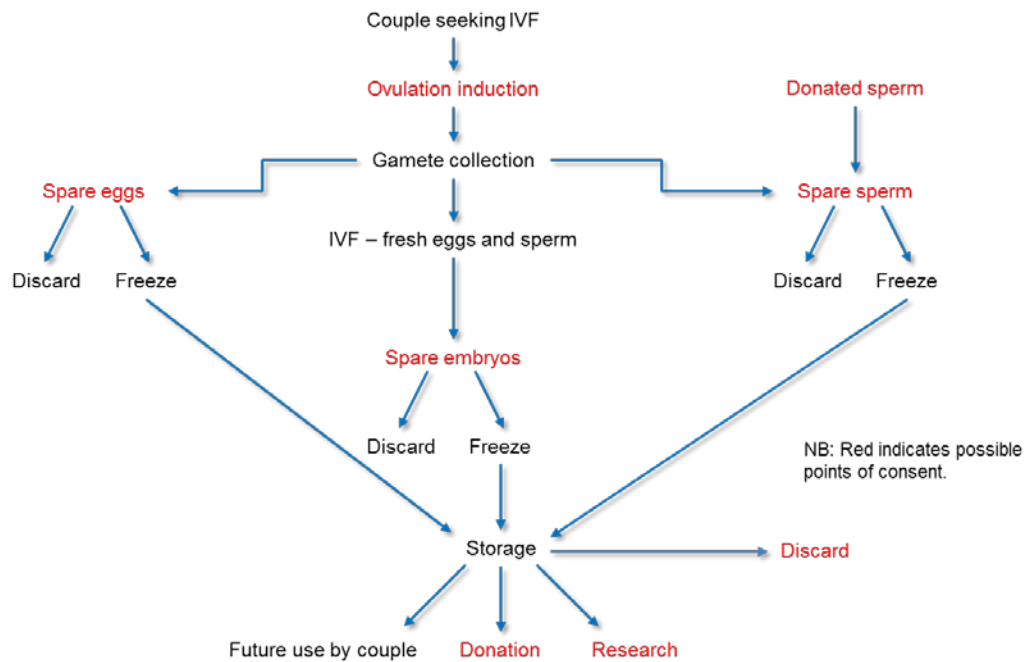 Couple seeking IVF
Ovulation induction
Donated sperm
Gamete collection
Spare eggs
Spare sperm
IVF – fresh eggs and sperm
Discard
Freeze
Discard
Freeze
Spare embryos
Discard
Freeze
NB: Red indicates possible
points of consent.
Storage
Discard
Future use by couple
Donation
Research